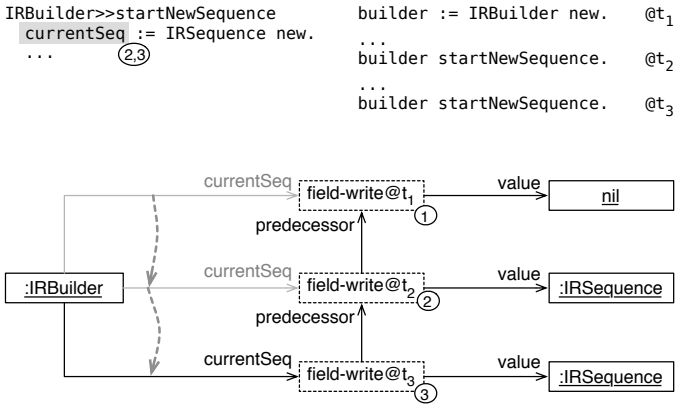 IRBuilder>>startNewSequence
currentSeq := IRSequence new.
... 2,3
builder := IRBuilder new. @t1
...
builder startNewSequence. @t2
...
builder startNewSequence. @t3
currentSeq field-write@t1 value nil
1
predecessor
:IRBuilder currentSeq field-write@t2 value :IRSequence
2
predecessor
currentSeq field-write@t3 value :IRSequence
3